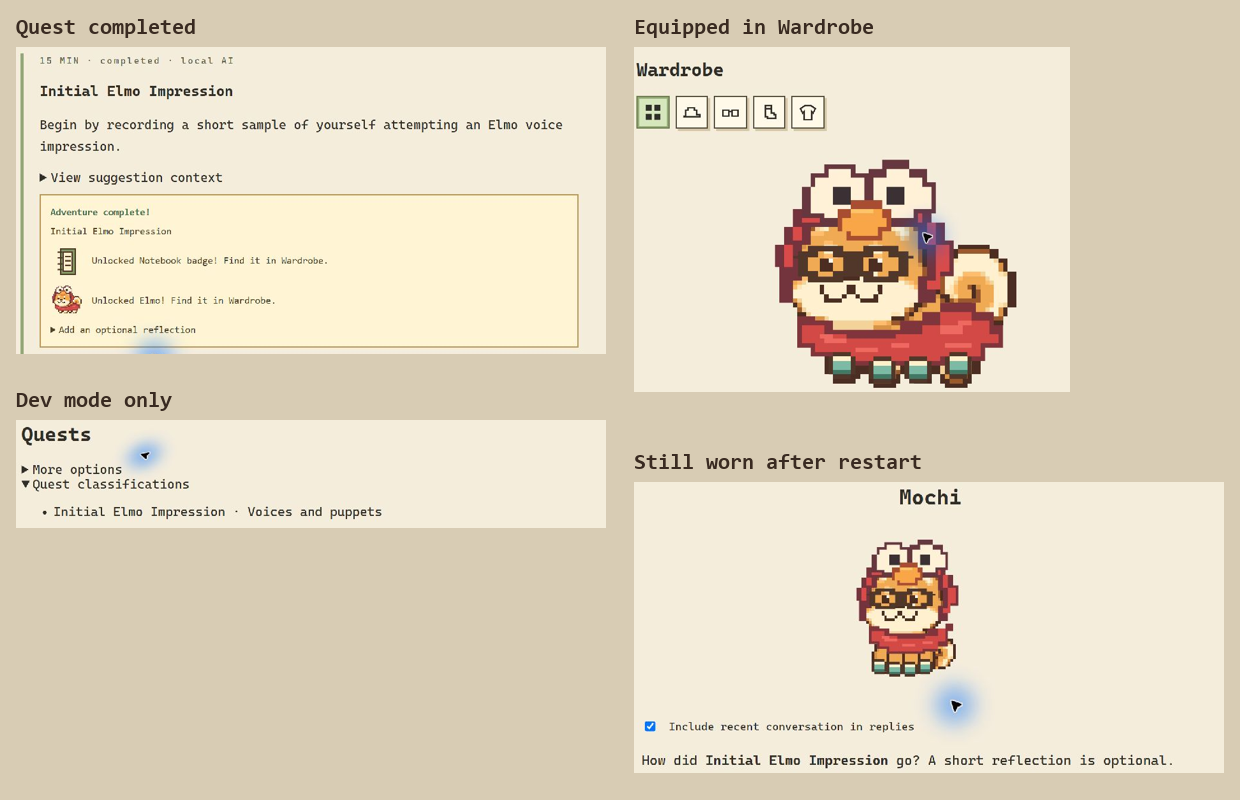 Quest completed
15 MIN · completed · local AI
Initial Elmo Impression
Begin by recording a short sample of yourself attempting an Elmo voice
impression.
View suggestion context
Adventure complete!
Initial Elmo Impression
Unlocked Notebook badge! Find it in Wardrobe.
Unlocked Elmo! Find it in Wardrobe.
Add an optional reflection
Dev mode only
Quests
More options
Quest classifications
• Initial Elmo Impression · Voices and puppets
Equipped in Wardrobe
Wardrobe
Still worn after restart
Mochi
Include recent conversation in replies
How did Initial Elmo Impression go? A short reflection is optional.